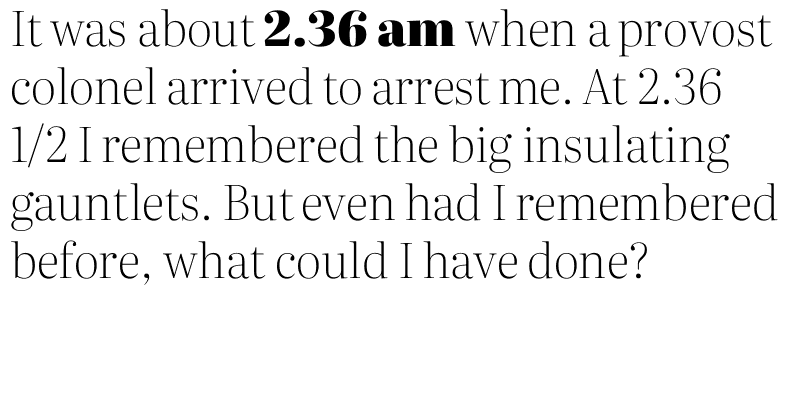 It was about 2.36 am when a provost
colonel arrived to arrest me. At 2.36
1/2 I remembered the big insulating
gauntlets. But even had I remembered
before, what could I have done?